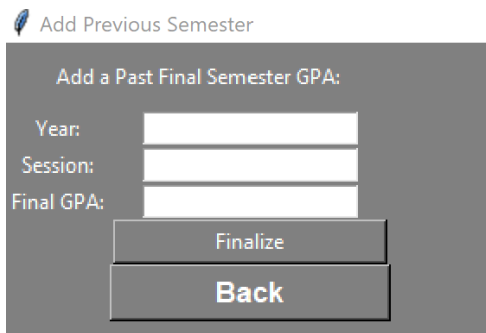 Add Previous Semester
Add a Past Final Semester GPA:
Year:
Session:
Final GPA:
Finalize
Back